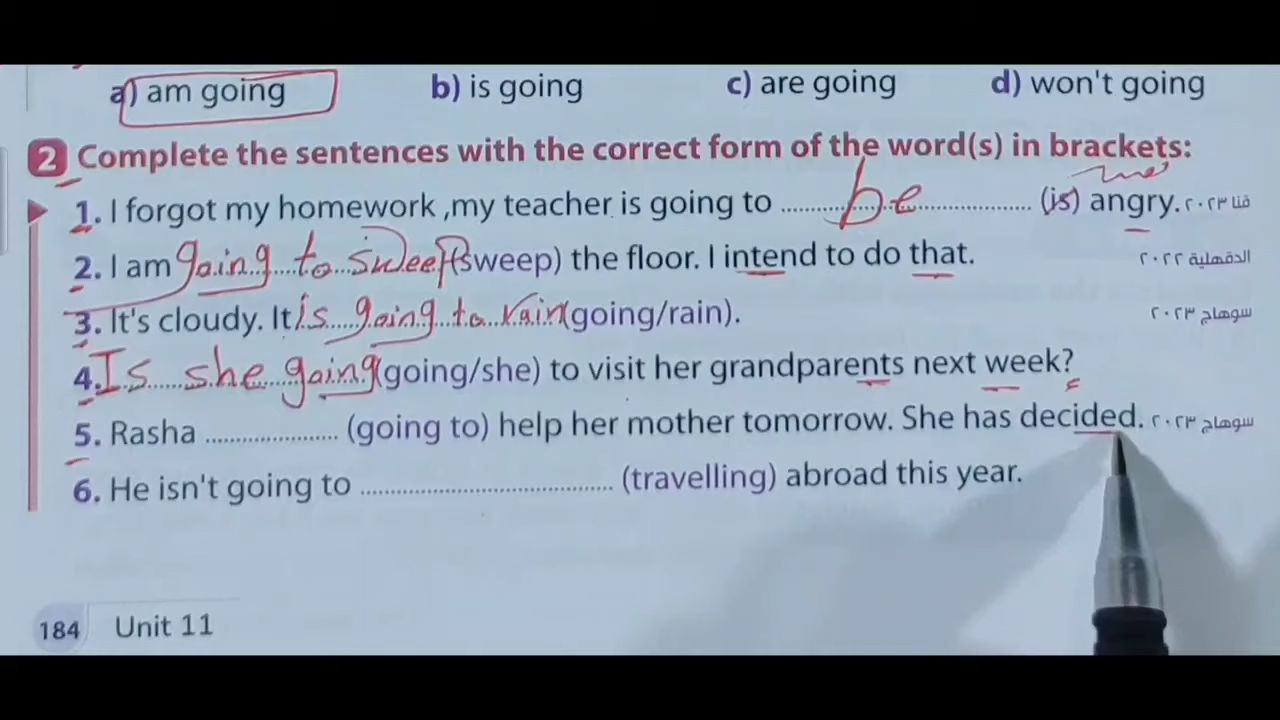 a) am going b) is going c) are going d) won't going
2 Complete the sentences with the correct form of the word(s) in brackets:
1. I forgot my homework ,my teacher is going to ......be...... (is) angry. قنا ٢٠٢٣
2. I am going to sweep (sweep) the floor. I intend to do that. الدقهلية ٢٠٢٢
3. It's cloudy. It is going to rain (going/rain). سوهاج ٢٠٢٣
4. Is she going (going/she) to visit her grandparents next week?
5. Rasha .................... (going to) help her mother tomorrow. She has decided. سوهاج ٢٠٢٣
6. He isn't going to ...................................... (travelling) abroad this year.
184 Unit 11